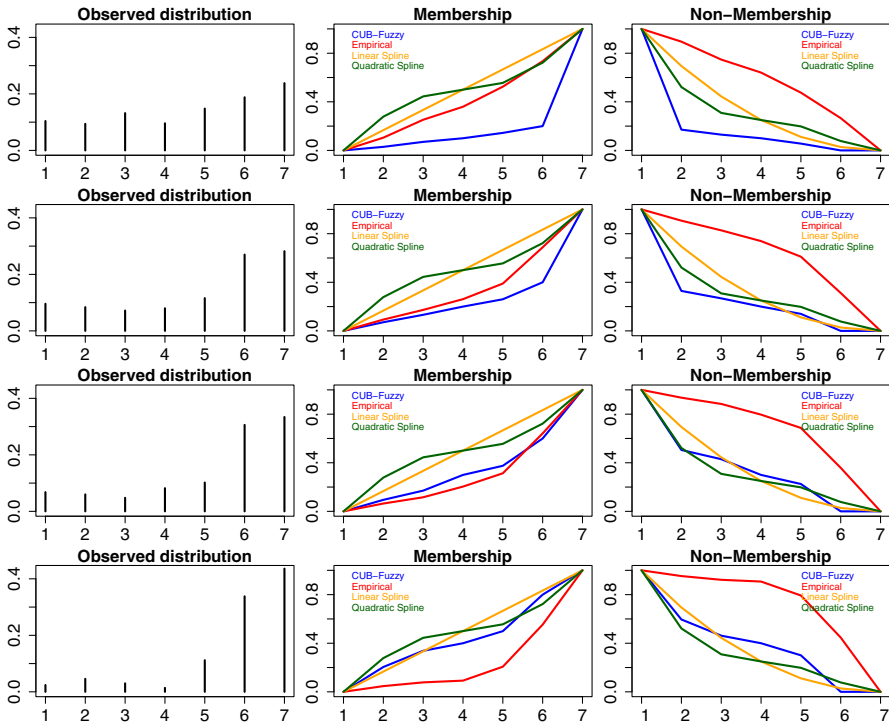 Observed distribution
0.0 0.2 0.4
1 2 3 4 5 6 7
Membership
CUB-Fuzzy
Empirical
Linear Spline
Quadratic Spline
0.0 0.4 0.8
1 2 3 4 5 6 7
Non-Membership
CUB-Fuzzy
Empirical
Linear Spline
Quadratic Spline
0.0 0.4 0.8
1 2 3 4 5 6 7
Observed distribution
0.0 0.2 0.4
1 2 3 4 5 6 7
Membership
CUB-Fuzzy
Empirical
Linear Spline
Quadratic Spline
0.0 0.4 0.8
1 2 3 4 5 6 7
Non-Membership
CUB-Fuzzy
Empirical
Linear Spline
Quadratic Spline
0.0 0.4 0.8
1 2 3 4 5 6 7
Observed distribution
0.0 0.2 0.4
1 2 3 4 5 6 7
Membership
CUB-Fuzzy
Empirical
Linear Spline
Quadratic Spline
0.0 0.4 0.8
1 2 3 4 5 6 7
Non-Membership
CUB-Fuzzy
Empirical
Linear Spline
Quadratic Spline
0.0 0.4 0.8
1 2 3 4 5 6 7
Observed distribution
0.0 0.2 0.4
1 2 3 4 5 6 7
Membership
CUB-Fuzzy
Empirical
Linear Spline
Quadratic Spline
0.0 0.4 0.8
1 2 3 4 5 6 7
Non-Membership
CUB-Fuzzy
Empirical
Linear Spline
Quadratic Spline
0.0 0.4 0.8
1 2 3 4 5 6 7